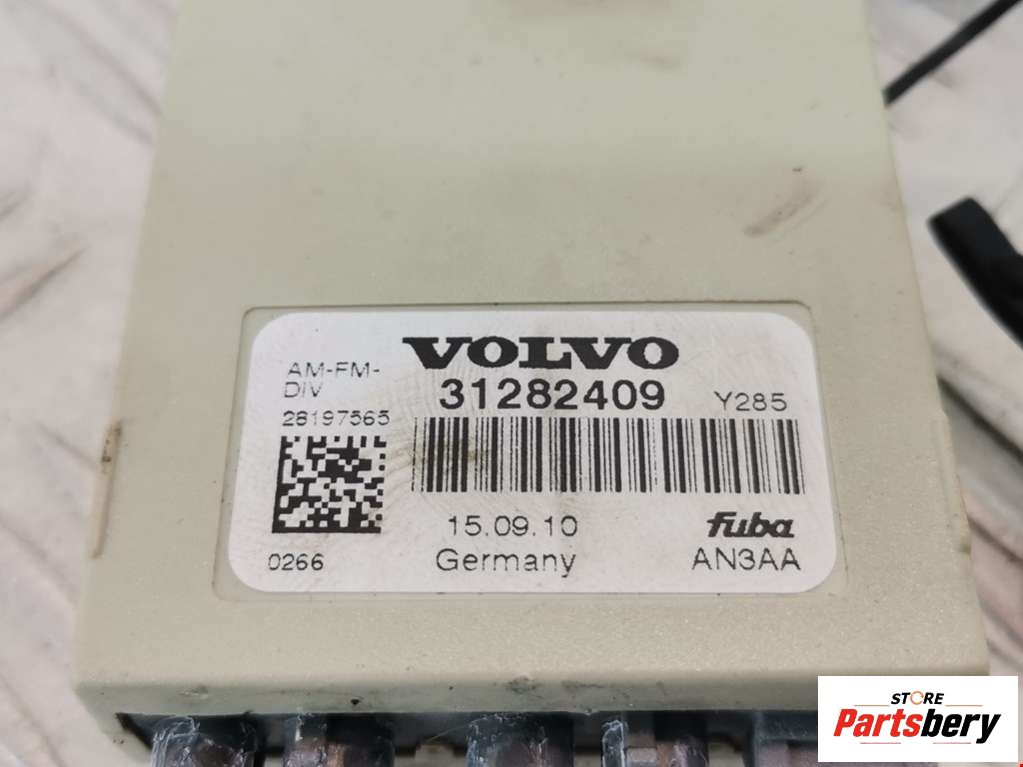 VOLVO
AM-FM-
DIV
31282409
Y285
28197565
15.09.10
fuba
0266
Germany
AN3AA
STORE
Partsbery